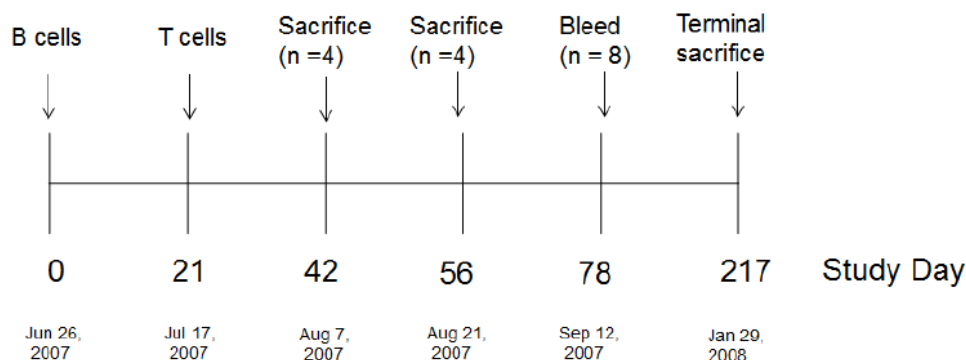 B cells
T cells
Sacrifice
(n =4)
Sacrifice
(n =4)
Bleed
(n = 8)
Terminal
sacrifice
0
21
42
56
78
217
Study Day
Jun 26,
2007
Jul 17,
2007
Aug 7,
2007
Aug 21,
2007
Sep 12,
2007
Jan 29,
2008